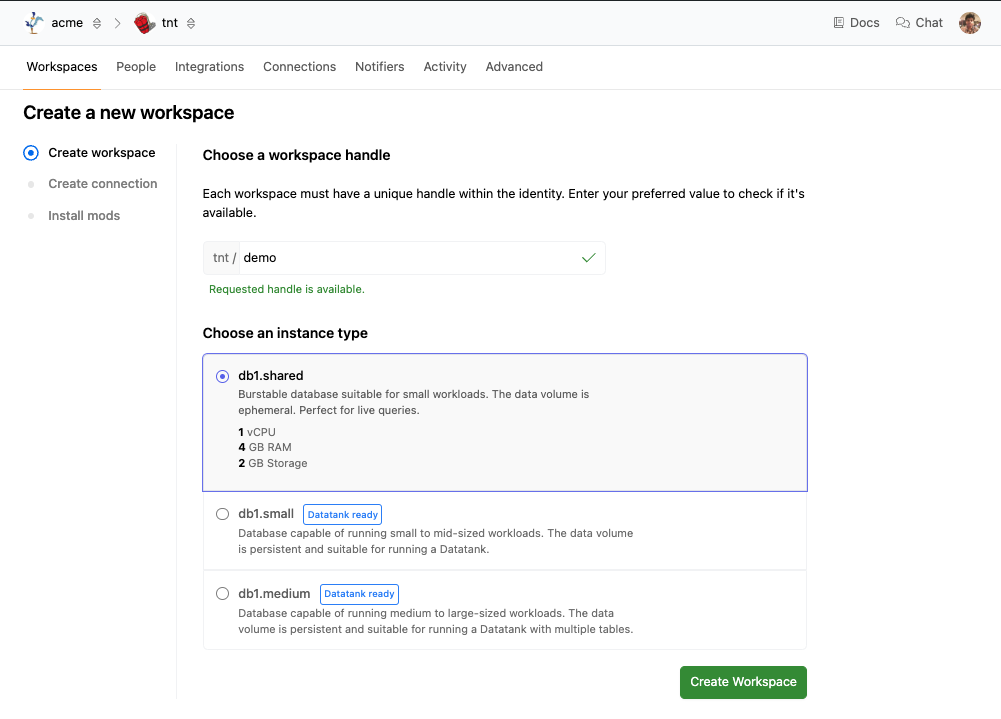 acme tnt Docs Chat
Workspaces People Integrations Connections Notifiers Activity Advanced
Create a new workspace
Create workspace
Create connection
Install mods
Choose a workspace handle
Each workspace must have a unique handle within the identity. Enter your preferred value to check if it's
available.
tnt / demo
Requested handle is available.
Choose an instance type
db1.shared
Burstable database suitable for small workloads. The data volume is
ephemeral. Perfect for live queries.
1 vCPU
4 GB RAM
2 GB Storage
db1.small Datatank ready
Database capable of running small to mid-sized workloads. The data volume
is persistent and suitable for running a Datatank.
db1.medium Datatank ready
Database capable of running medium to large-sized workloads. The data
volume is persistent and suitable for running a Datatank with multiple tables.
Create Workspace